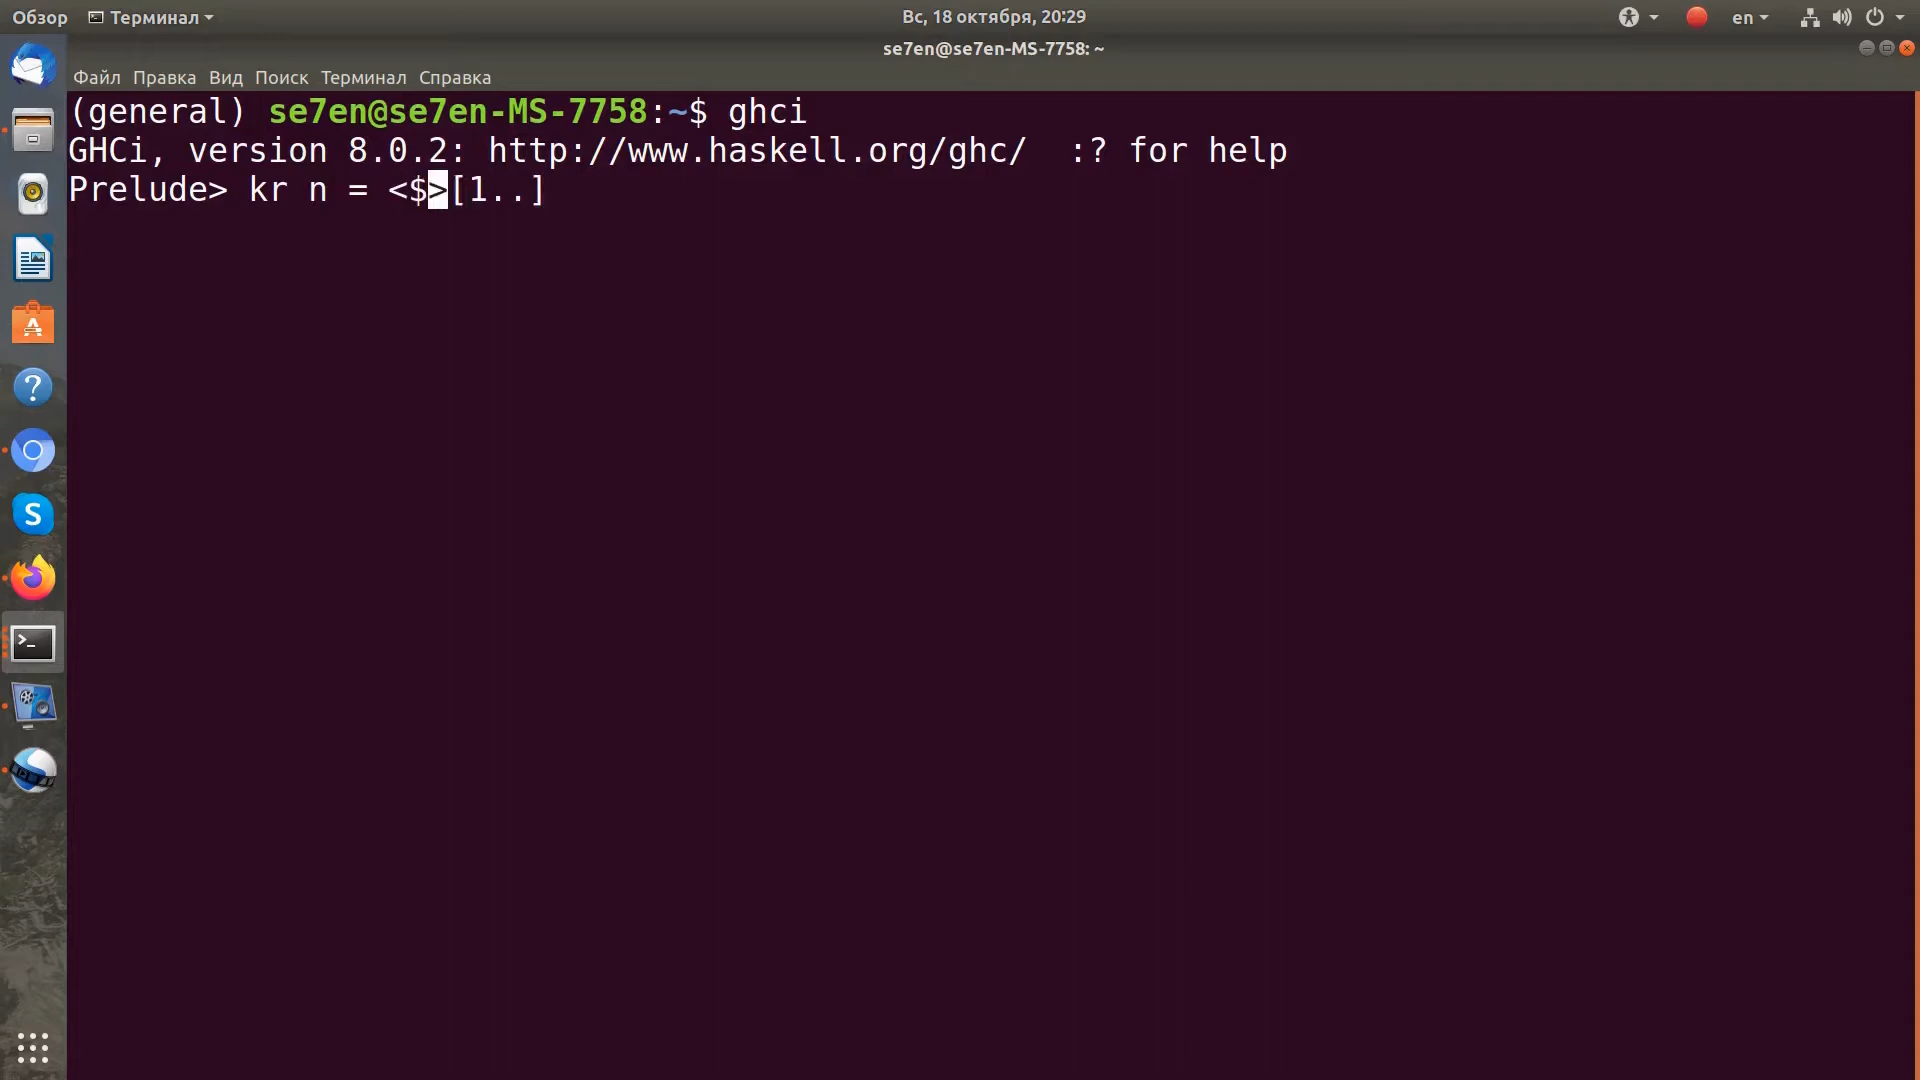 Обзор Терминал Вс, 18 октября, 20:29 en
se7en@se7en-MS-7758: ~
Файл Правка Вид Поиск Терминал Справка
(general) se7en@se7en-MS-7758:~$ ghci
GHCi, version 8.0.2: http://www.haskell.org/ghc/  :? for help
Prelude> kr n = <$>[1..]